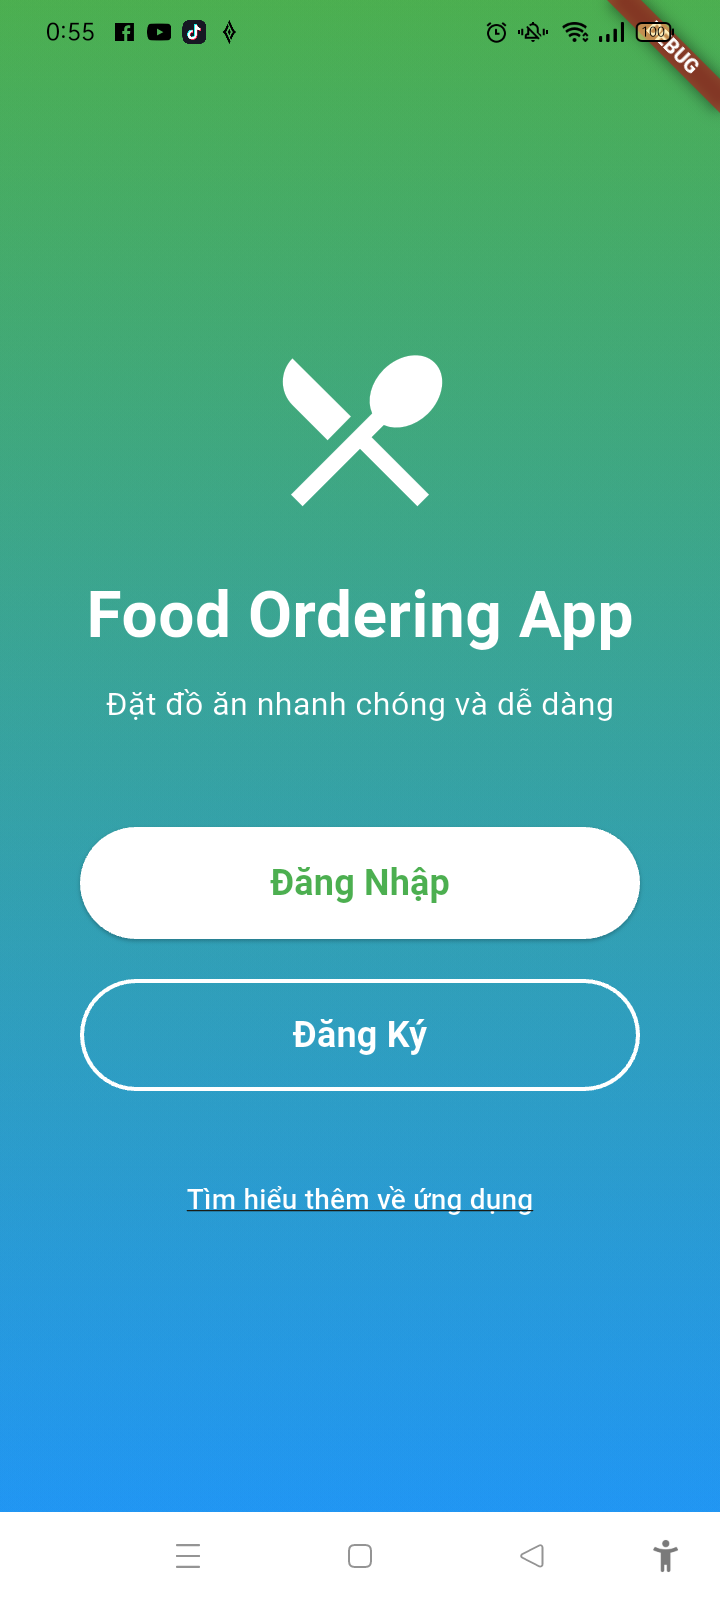 0:55
100
Food Ordering App
Đặt đồ ăn nhanh chóng và dễ dàng
Đăng Nhập
Đăng Ký
Tìm hiểu thêm về ứng dụng